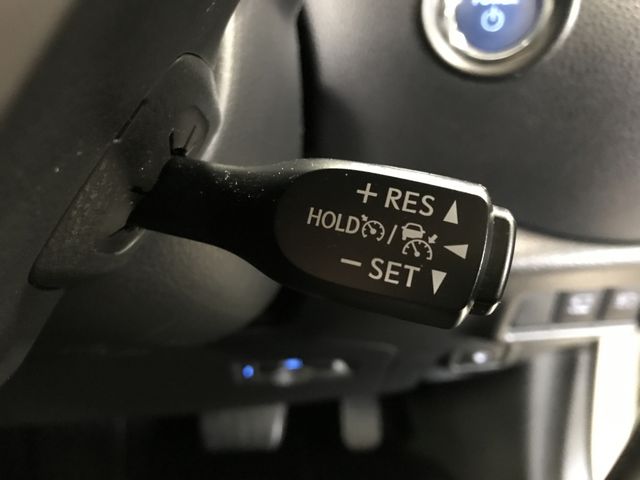 + RES
HOLD /
- SET